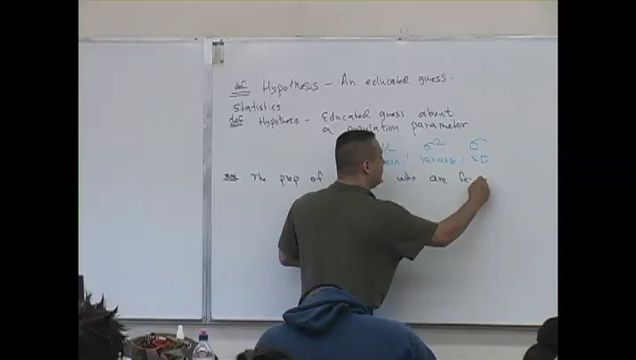 def Hypothesis - An educated guess.
Statistics
def Hypothesis - Educated guess about
a population parameter
μ σ² σ
variance, SD
The prop of who are fe